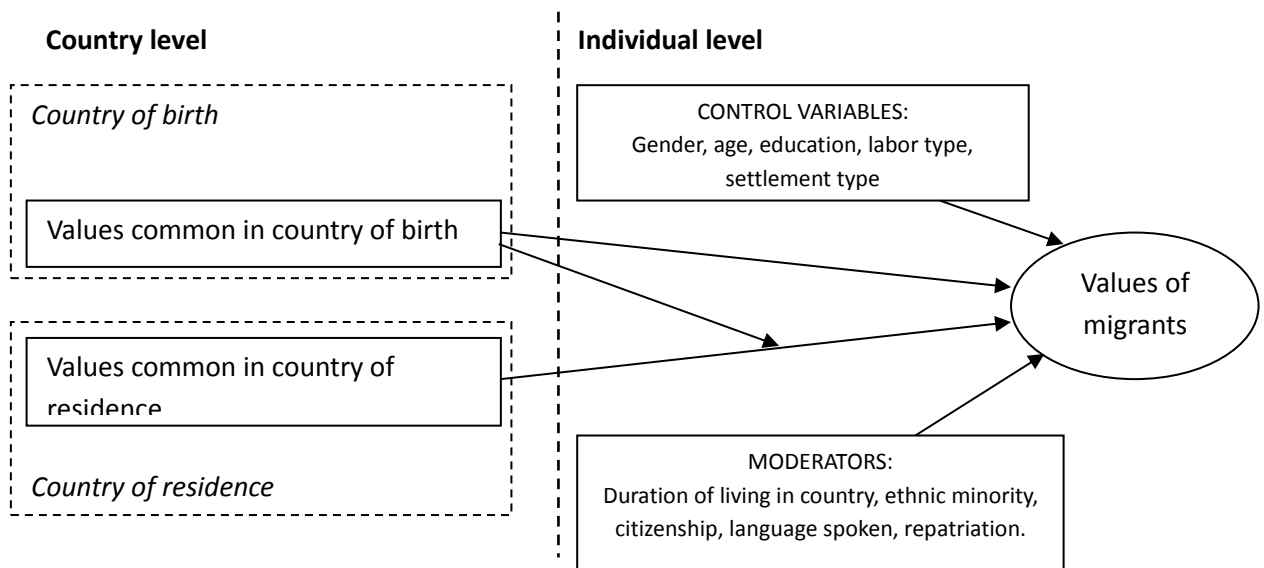 Country level
Country of birth
Values common in country of birth
Values common in country of
residence
Country of residence
Individual level
CONTROL VARIABLES:
Gender, age, education, labor type,
settlement type
Values of
migrants
MODERATORS:
Duration of living in country, ethnic minority,
citizenship, language spoken, repatriation.